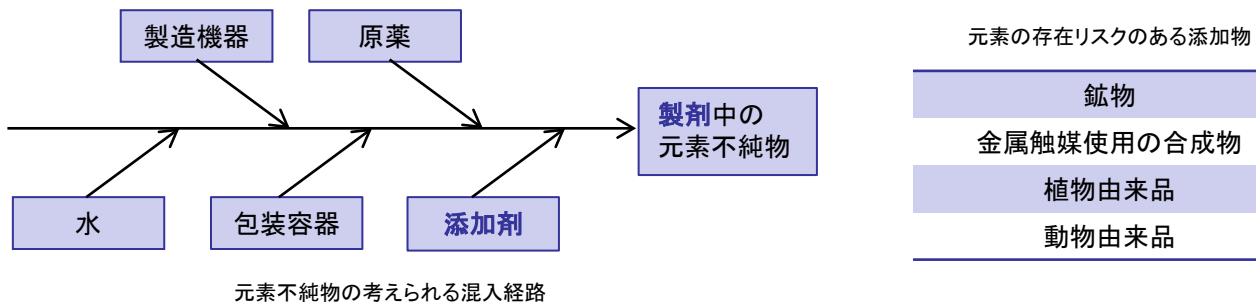 製造機器
原薬
製剤中の
元素不純物
水
包装容器
添加剤
元素不純物の考えられる混入経路
元素の存在リスクのある添加物
鉱物
金属触媒使用の合成物
植物由来品
動物由来品